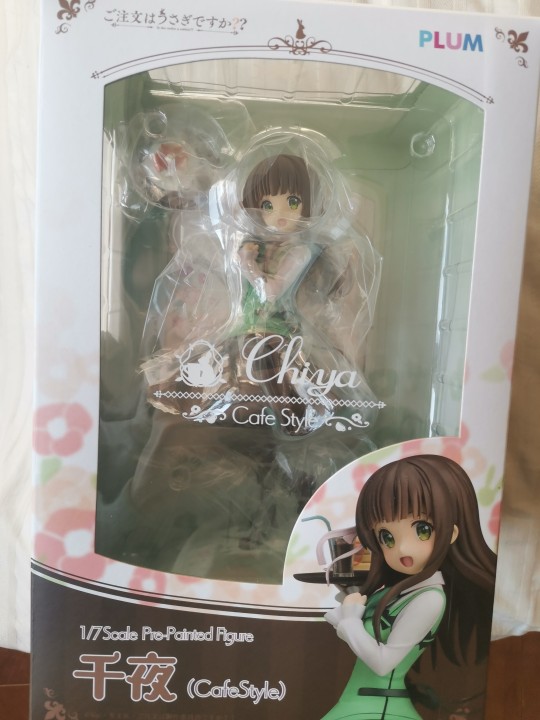 ご注文はうさぎですか??
PLUM
Chiya
Cafe Style
1/7 Scale Pre-Painted Figure
千夜 (CafeStyle)